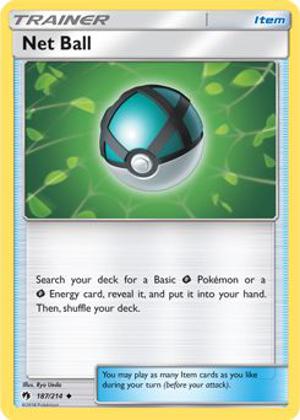 TRAINER Item
Net Ball
Search your deck for a Basic Pokémon or a
Energy card, reveal it, and put it into your hand.
Then, shuffle your deck.
Illus. Ryo Ueda
187/214
©2018 Pokémon
You may play as many Item cards as you like
during your turn (before your attack).